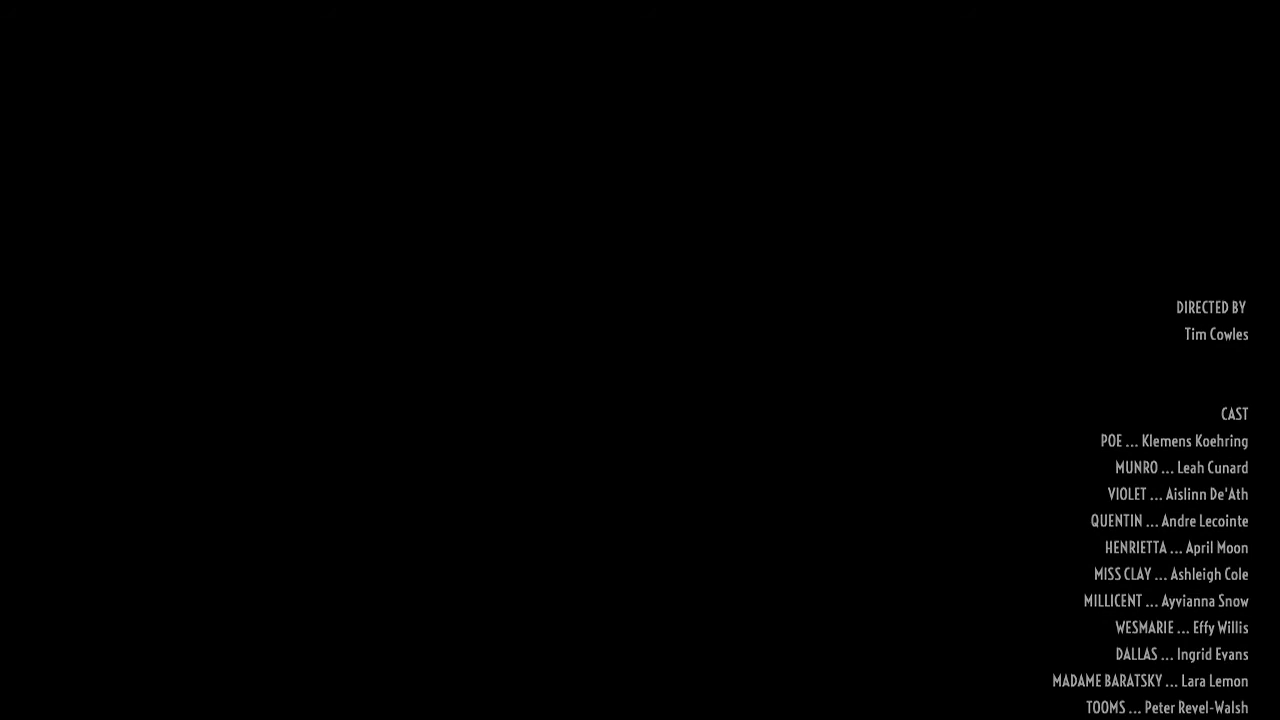 DIRECTED BY
Tim Cowles
CAST
POE ... Klemens Koehring
MUNRO ... Leah Cunard
VIOLET ... Aislinn De'Ath
QUENTIN ... Andre Lecointe
HENRIETTA ... April Moon
MISS CLAY ... Ashleigh Cole
MILLICENT ... Ayvianna Snow
WESMARIE ... Effy Willis
DALLAS ... Ingrid Evans
MADAME BARATSKY ... Lara Lemon
TOOMS ... Peter Revel-Walsh